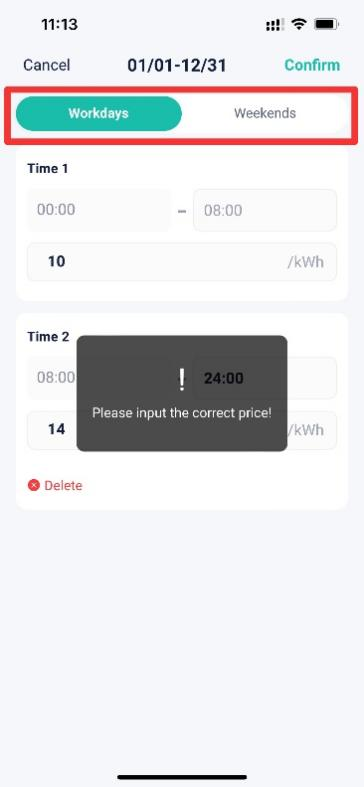 11:13
Cancel 01/01-12/31 Confirm
Workdays Weekends
Time 1
00:00 – 08:00
10 /kWh
Time 2
08:00 24:00
Please input the correct price!
14 /kWh
Delete